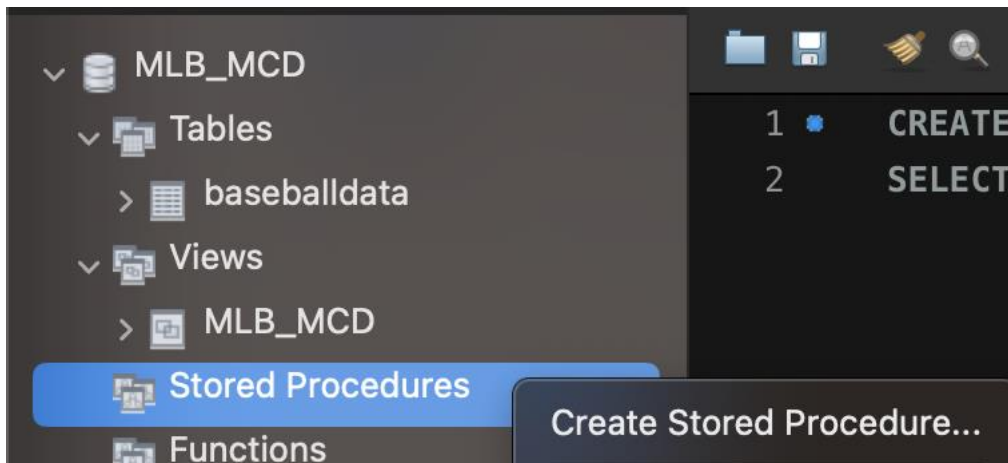 MLB_MCD
Tables
baseballdata
Views
MLB_MCD
Stored Procedures
Functions
1 CREATE
2 SELECT
Create Stored Procedure...